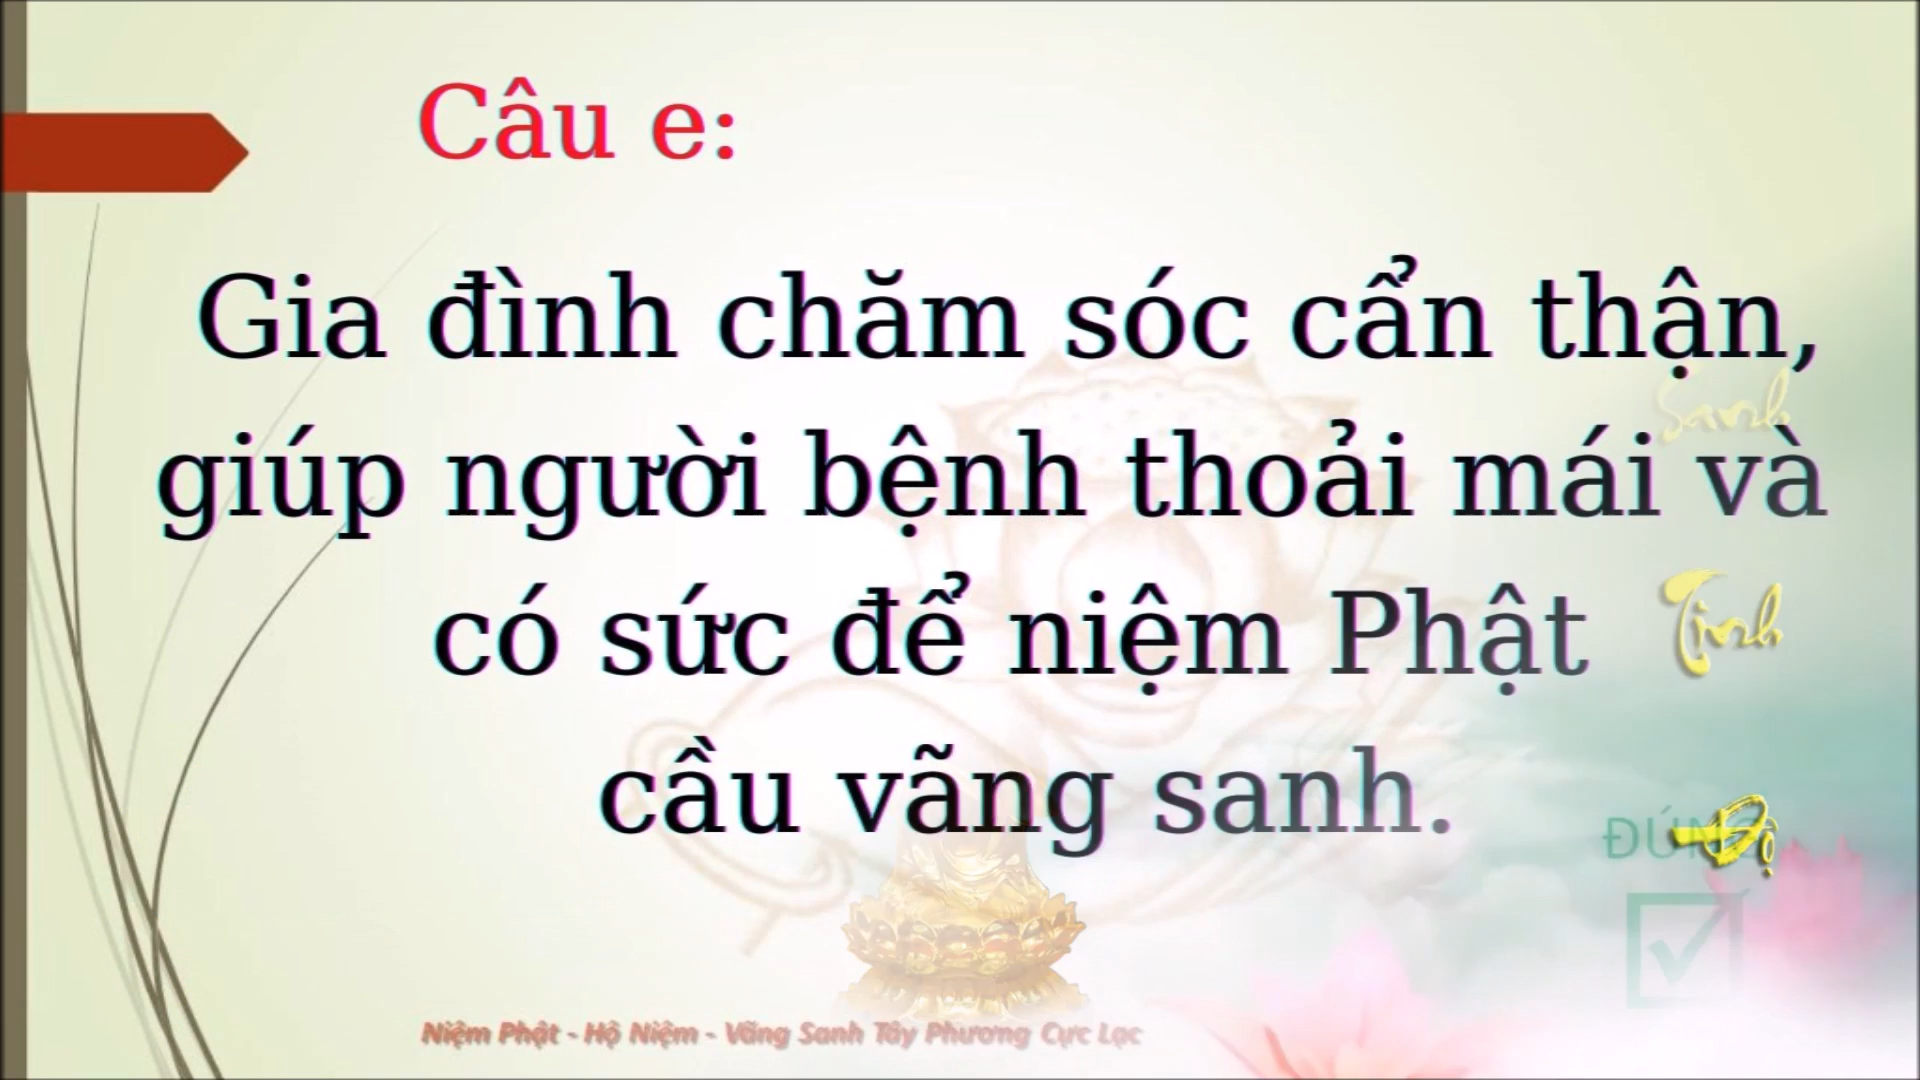 Câu e:
Gia đình chăm sóc cẩn thận,
giúp người bệnh thoải mái và
có sức để niệm Phật
cầu vãng sanh.
Sanh
Tịnh
Độ
Niệm Phật - Hộ Niệm - Vãng Sanh Tây Phương Cực Lạc